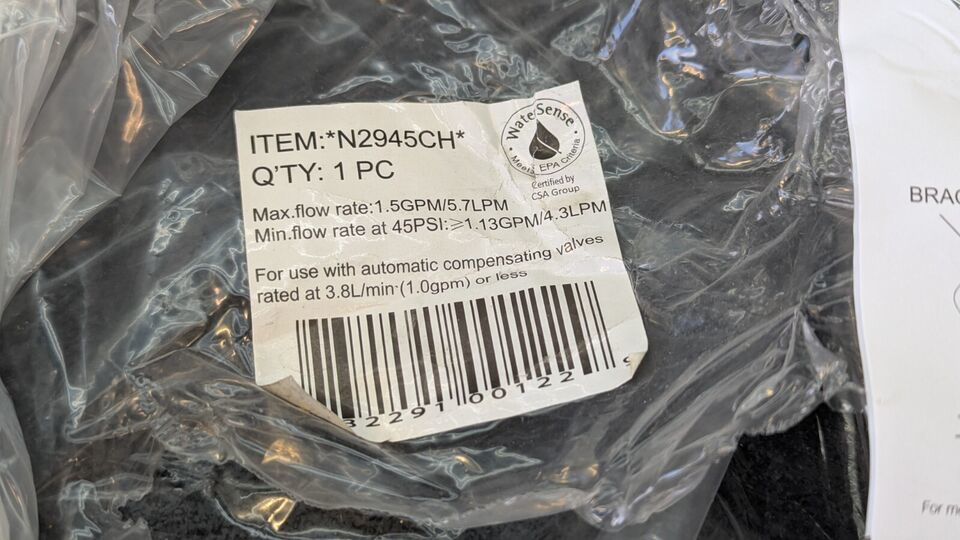 ITEM:*N2945CH*
Q'TY: 1 PC
WaterSense
Meets EPA Criteria
Certified by
CSA Group
Max.flow rate:1.5GPM/5.7LPM
Min.flow rate at 45PSI:≥1.13GPM/4.3LPM
For use with automatic compensating valves
rated at 3.8L/min (1.0gpm) or less
32291 00122 9
BRAC
For m